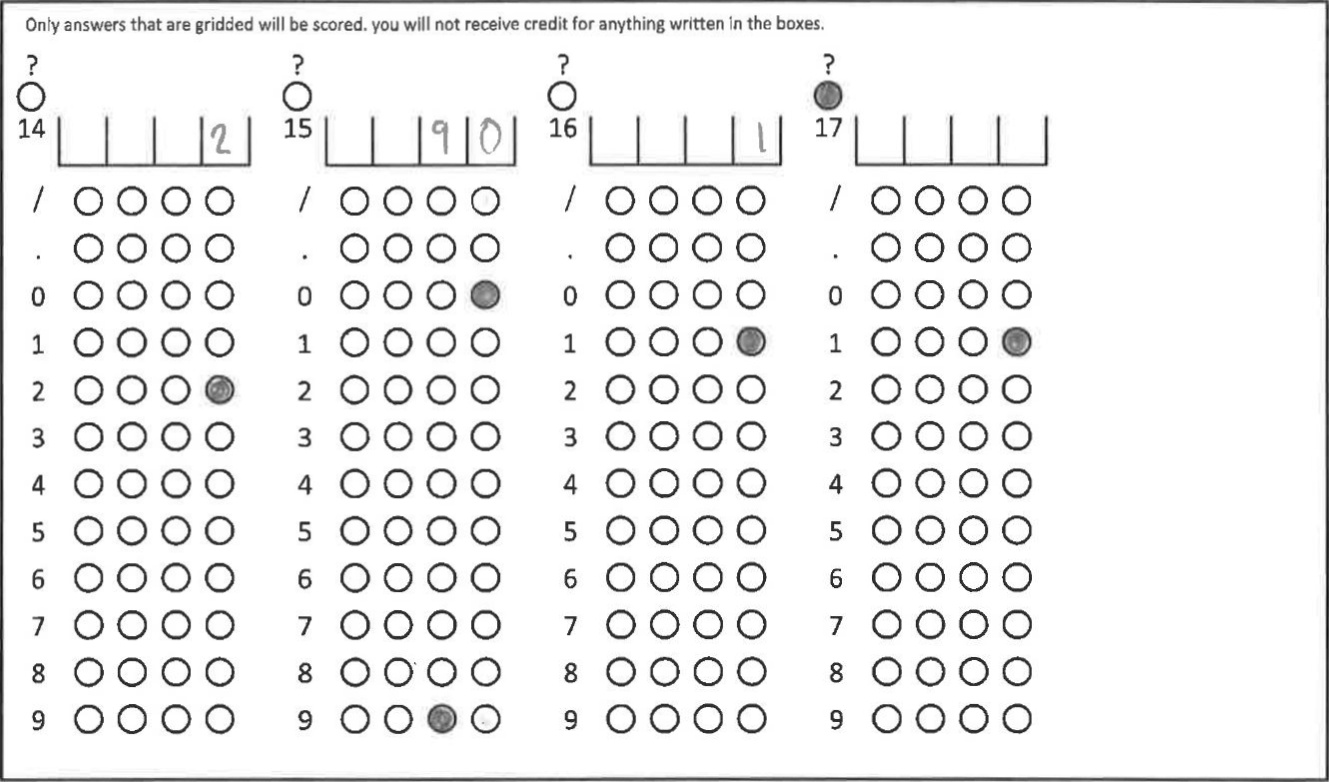 Only answers that are gridded will be scored. you will not receive credit for anything written in the boxes.
? ? ? ?
14 2 15 9 0 16 1 17
/ / / /
. . . .
0 0 0 0
1 1 1 1
2 2 2 2
3 3 3 3
4 4 4 4
5 5 5 5
6 6 6 6
7 7 7 7
8 8 8 8
9 9 9 9